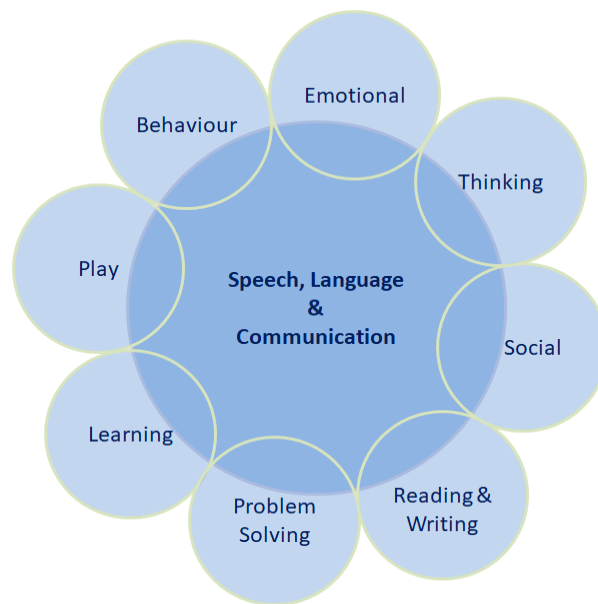 Emotional
Behaviour
Thinking
Play
Speech, Language
&
Communication
Social
Learning
Reading &
Writing
Problem
Solving